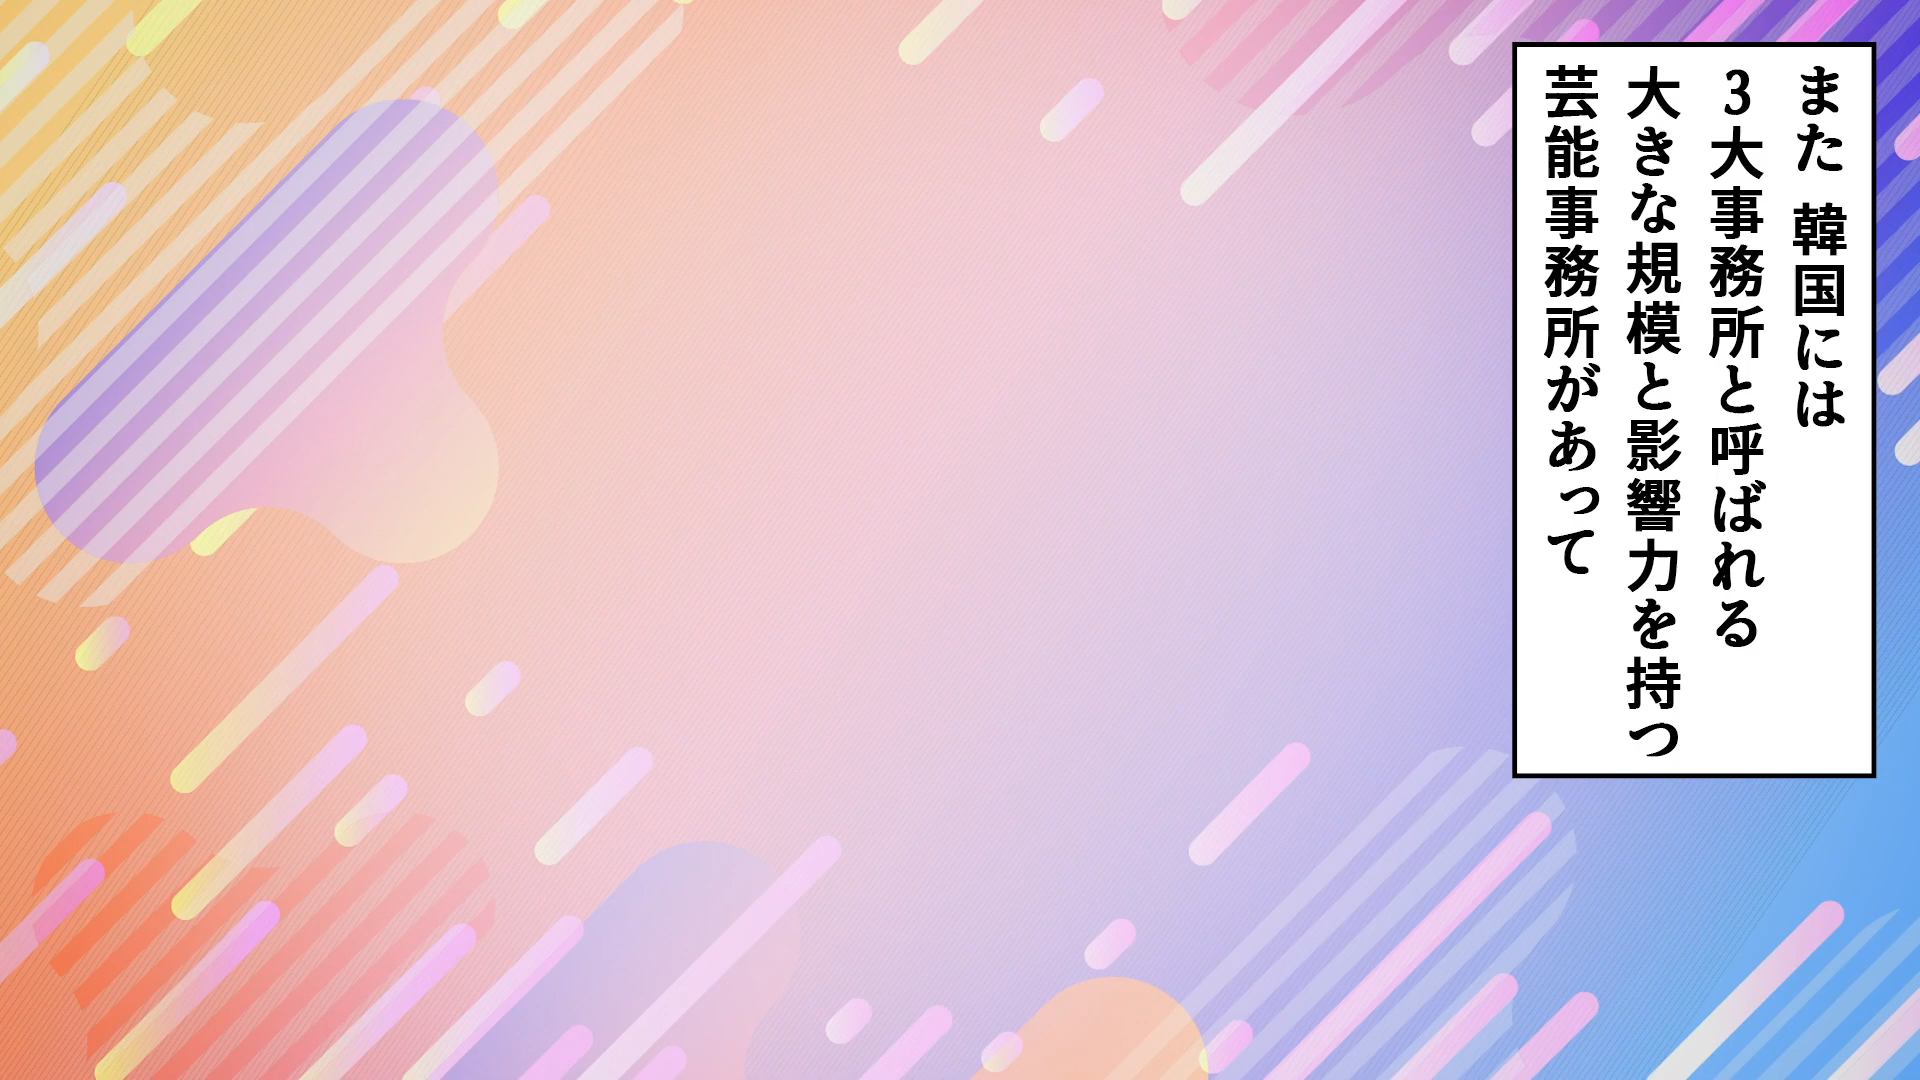 また 韓国には
3大事務所と呼ばれる
大きな規模と影響力を持つ
芸能事務所があって